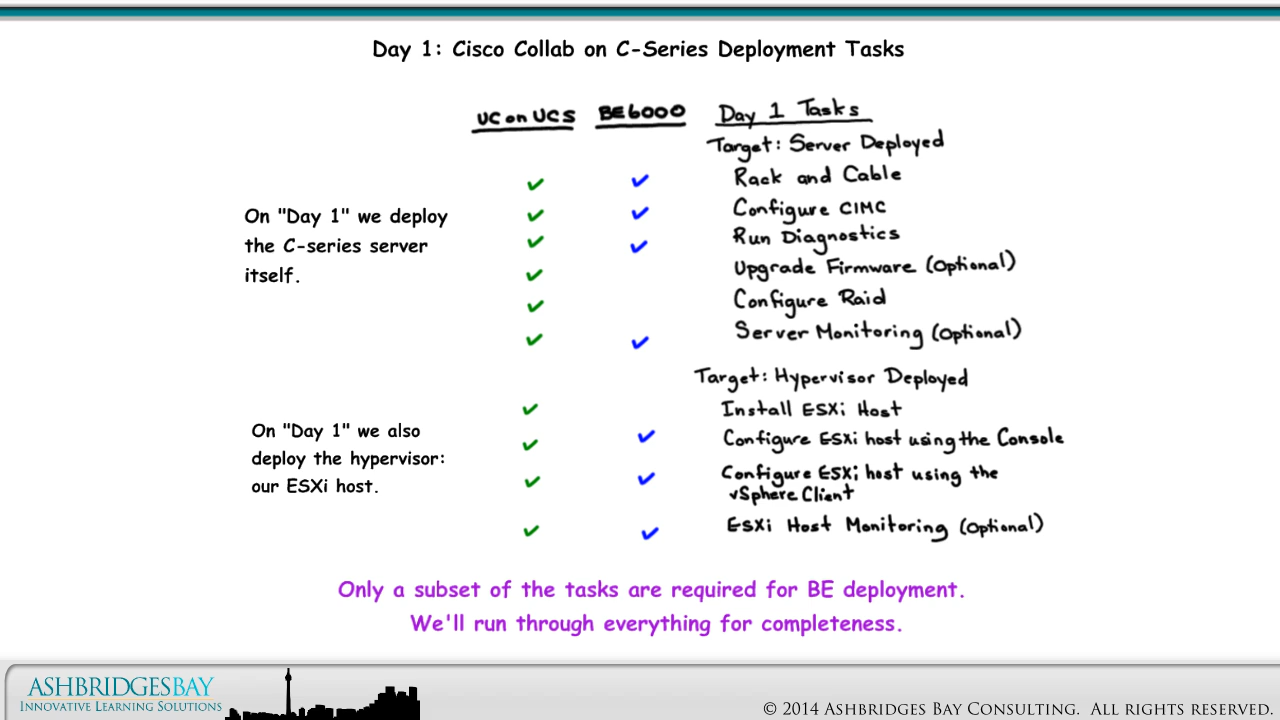 Day 1: Cisco Collab on C-Series Deployment Tasks
UC on UCS BE6000 Day 1 Tasks
Target: Server Deployed
✔ ✔ Rack and Cable
✔ ✔ Configure CIMC
✔ ✔ Run Diagnostics
✔ Upgrade Firmware (Optional)
✔ Configure Raid
✔ ✔ Server Monitoring (Optional)
On "Day 1" we deploy
the C-series server
itself.
Target: Hypervisor Deployed
✔ Install ESXi Host
✔ ✔ Configure ESXi host using the Console
✔ ✔ Configure ESXi host using the
vSphere Client
✔ ✔ ESXi Host Monitoring (Optional)
On "Day 1" we also
deploy the hypervisor:
our ESXi host.
Only a subset of the tasks are required for BE deployment.
We'll run through everything for completeness.
ASHBRIDGESBAY
INNOVATIVE LEARNING SOLUTIONS
© 2014 ASHBRIDGES BAY CONSULTING. ALL RIGHTS RESERVED.